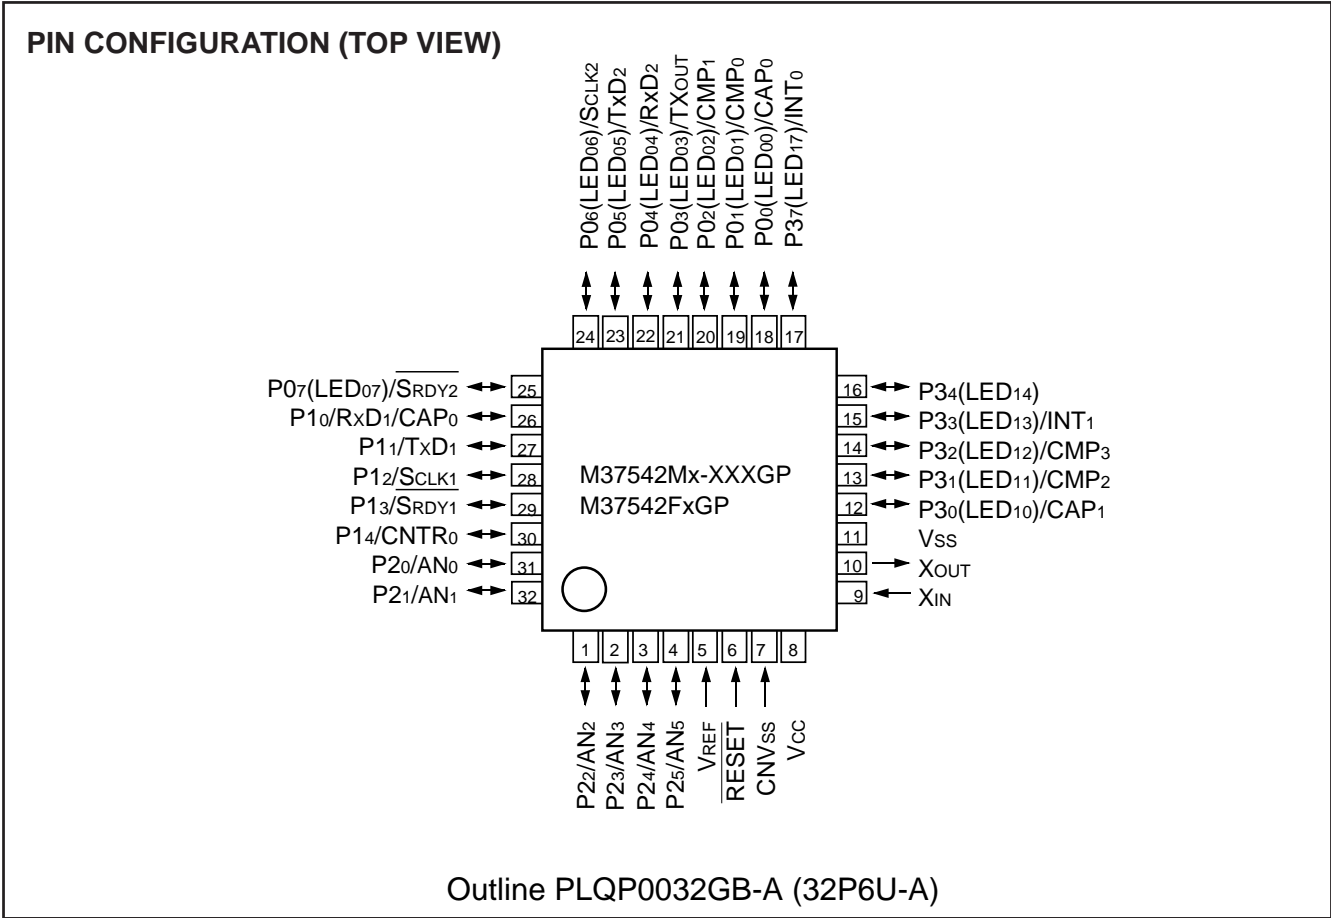 PIN CONFIGURATION (TOP VIEW)
P06(LED06)/SCLK2
P05(LED05)/TxD2
P04(LED04)/RxD2
P03(LED03)/TXOUT
P02(LED02)/CMP1
P01(LED01)/CMP0
P00(LED00)/CAP0
P37(LED17)/INT0
24 23 22 21 20 19 18 17
P07(LED07)/SRDY2 25
P10/RXD1/CAP0 26
P11/TXD1 27
P12/SCLK1 28
P13/SRDY1 29
P14/CNTR0 30
P20/AN0 31
P21/AN1 32
M37542Mx-XXXGP
M37542FxGP
16 P34(LED14)
15 P33(LED13)/INT1
14 P32(LED12)/CMP3
13 P31(LED11)/CMP2
12 P30(LED10)/CAP1
11 VSS
10 XOUT
9 XIN
1 2 3 4 5 6 7 8
P22/AN2
P23/AN3
P24/AN4
P25/AN5
VREF
RESET
CNVSS
VCC
Outline PLQP0032GB-A (32P6U-A)